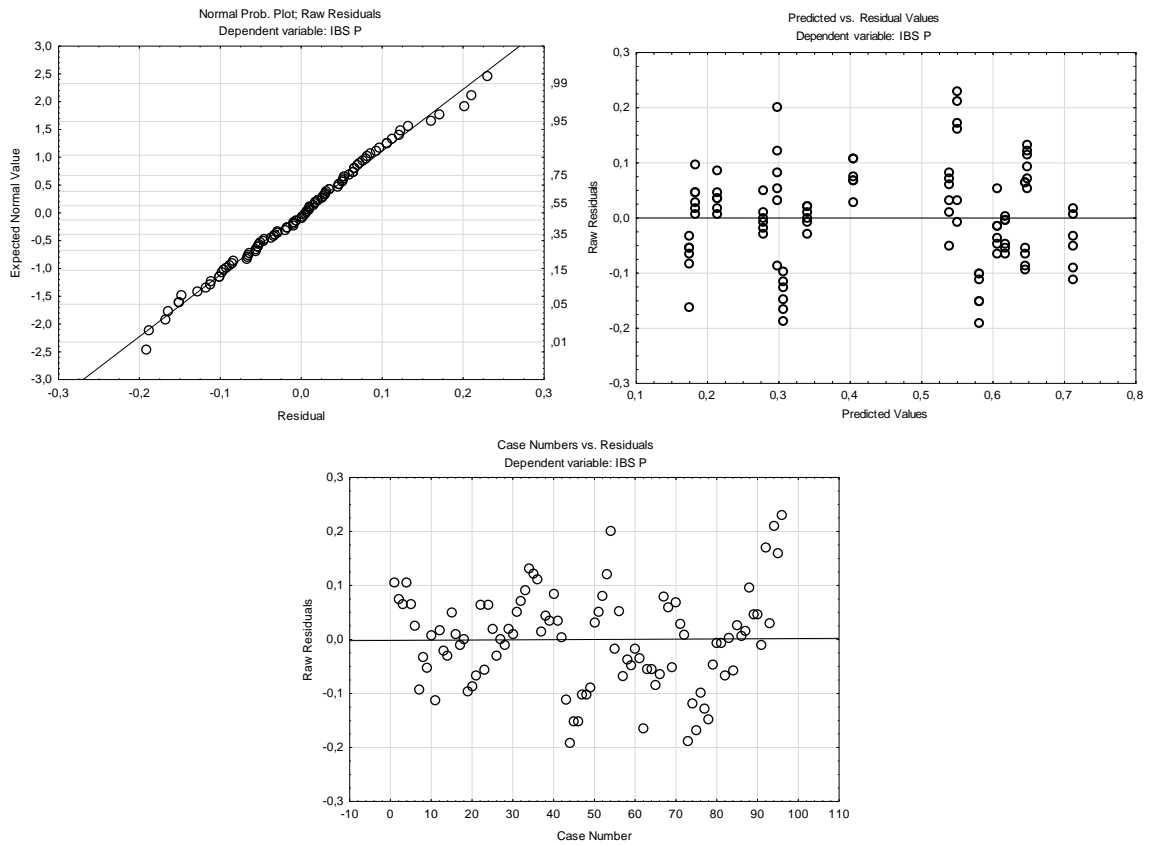 Normal Prob. Plot; Raw Residuals
Dependent variable: IBS P
3,0
2,5
2,0
1,5
1,0
0,5
0,0
-0,5
-1,0
-1,5
-2,0
-2,5
-3,0
Expected Normal Value
,99
,95
,75
,55
,35
,15
,05
,01
-0,3 -0,2 -0,1 0,0 0,1 0,2 0,3
Residual
Predicted vs. Residual Values
Dependent variable: IBS P
0,3
0,2
0,1
0,0
-0,1
-0,2
-0,3
Raw Residuals
0,1 0,2 0,3 0,4 0,5 0,6 0,7 0,8
Predicted Values
Case Numbers vs. Residuals
Dependent variable: IBS P
0,3
0,2
0,1
0,0
-0,1
-0,2
-0,3
Raw Residuals
-10 0 10 20 30 40 50 60 70 80 90 100 110
Case Number